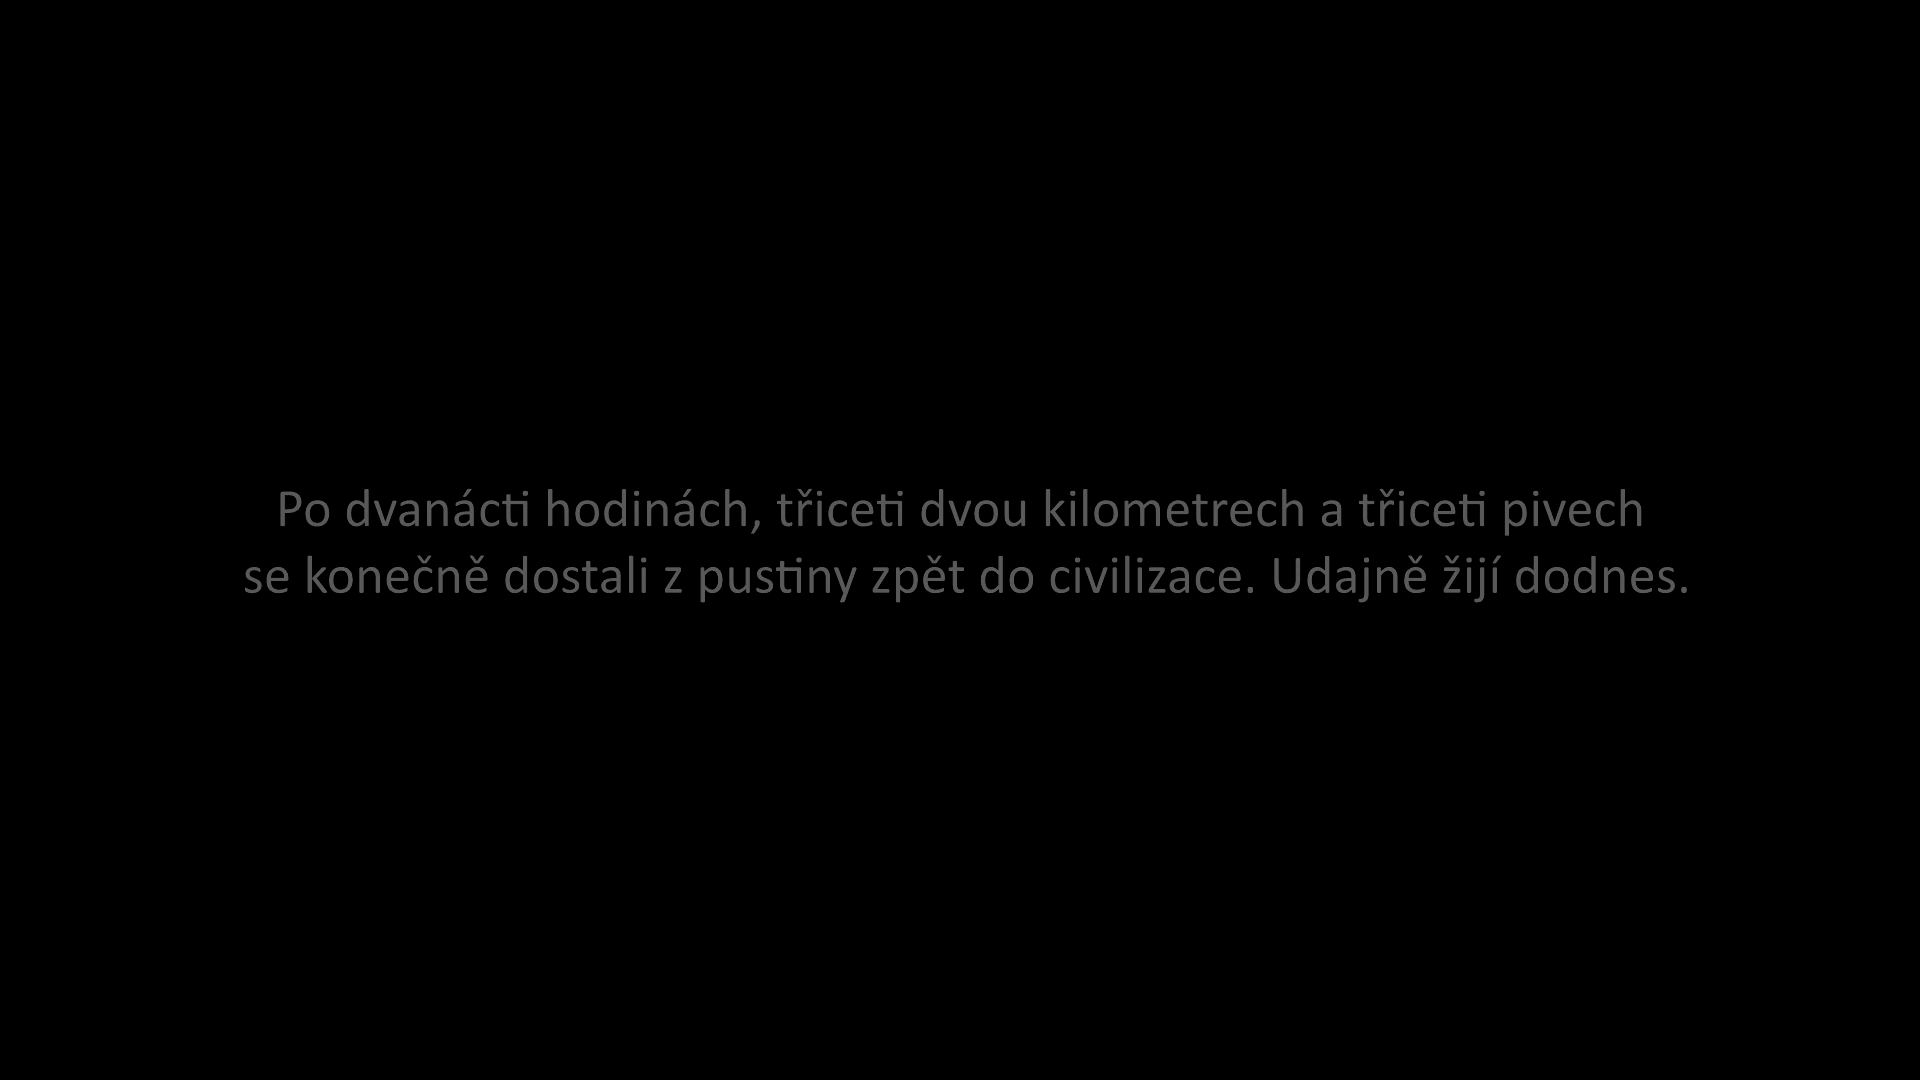 Po dvanácti hodinách, třiceti dvou kilometrech a třiceti pivech
se konečně dostali z pustiny zpět do civilizace. Udajně žijí dodnes.